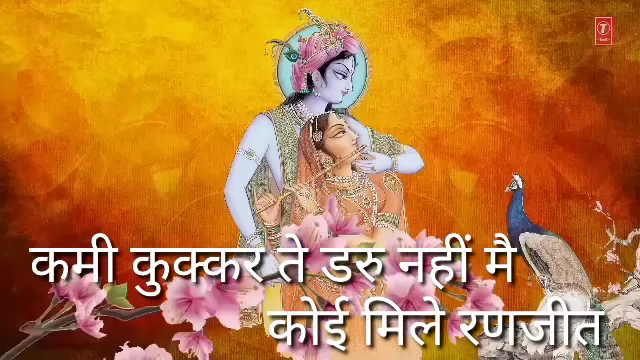 कमी कुक्कर ते डरु नहीं मै
कोई मिले रणजीत